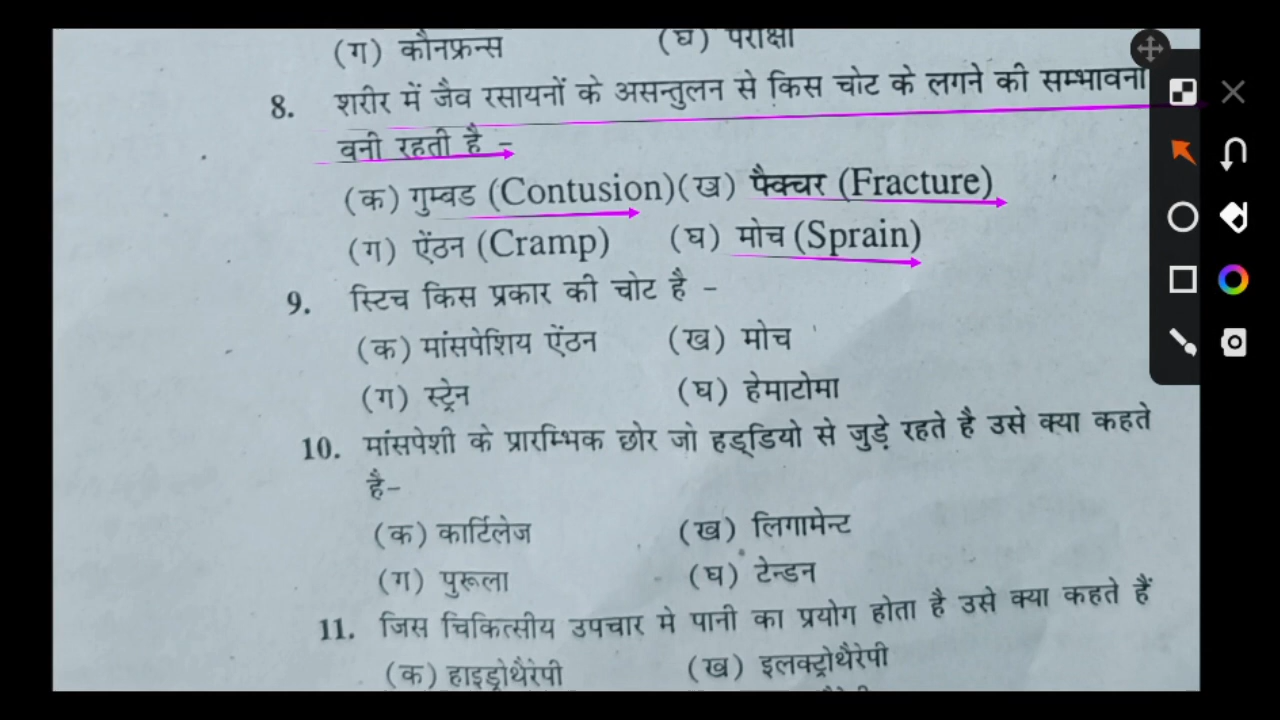 (ग) कौनफ्रन्स (घ) परीक्षा
8. शरीर में जैव रसायनों के असन्तुलन से किस चोट के लगने की सम्भावना
वनी रहती है -
(क) गुम्वड (Contusion) (ख) फैक्चर (Fracture)
(ग) ऐंठन (Cramp) (घ) मोच (Sprain)
9. स्टिच किस प्रकार की चोट है -
(क) मांसपेशिय ऐंठन (ख) मोच
(ग) स्ट्रेन (घ) हेमाटोमा
10. मांसपेशी के प्रारम्भिक छोर जो हड्डियो से जुड़े रहते है उसे क्या कहते
है-
(क) कार्टिलेज (ख) लिगामेन्ट
(ग) पुरूला (घ) टेन्डन
11. जिस चिकित्सीय उपचार मे पानी का प्रयोग होता है उसे क्या कहते हैं
(क) हाइड्रोथैरेपी (ख) इलक्ट्रोथैरेपी